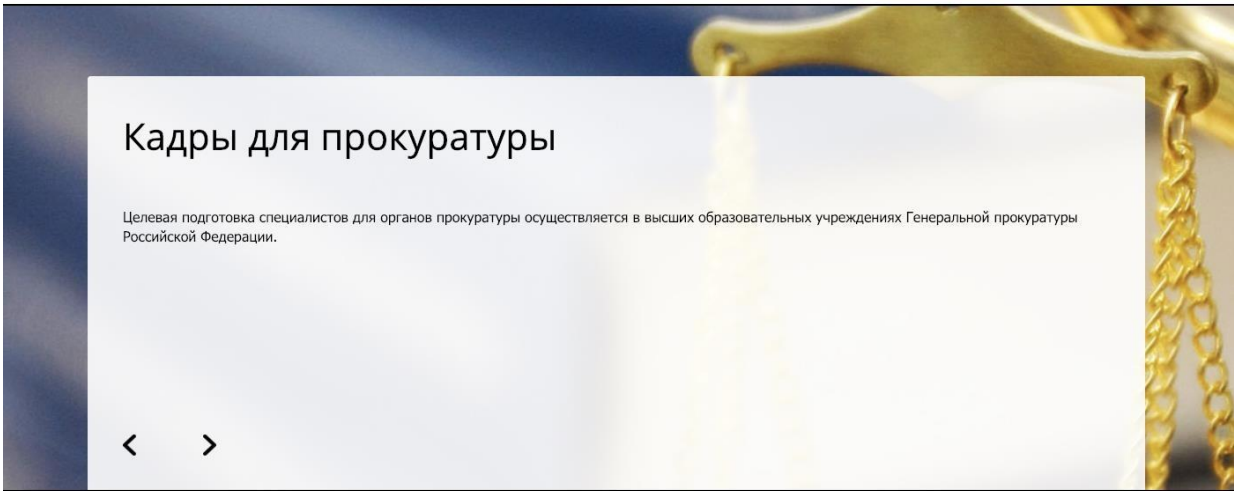 Кадры для прокуратуры
Целевая подготовка специалистов для органов прокуратуры осуществляется в высших образовательных учреждениях Генеральной прокуратуры
Российской Федерации.